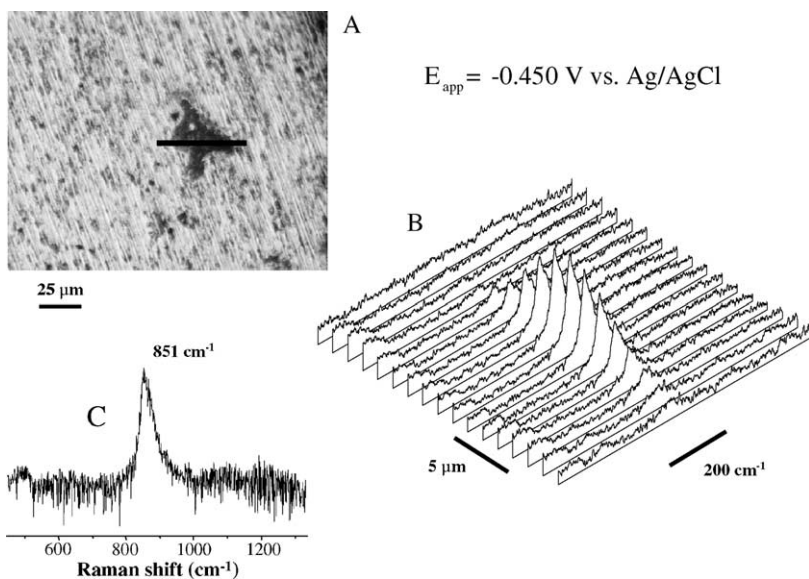 A
E_app = -0.450 V vs. Ag/AgCl
B
25 µm
851 cm⁻¹
C
5 µm
200 cm⁻¹
600 800 1000 1200
Raman shift (cm⁻¹)